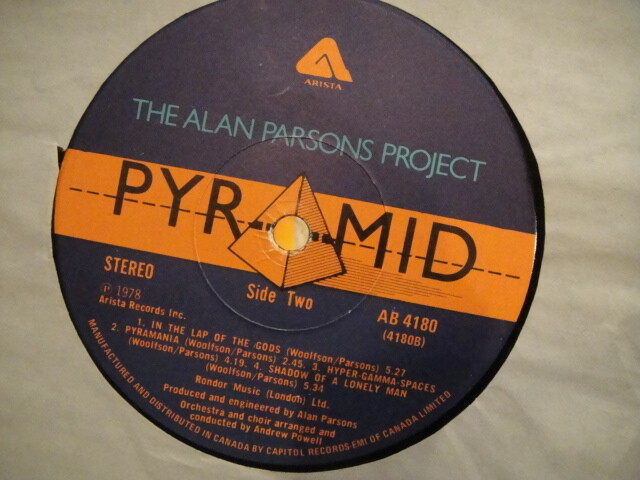 ARISTA
THE ALAN PARSONS PROJECT
PYRAMID
STEREO
Side Two
AB 4180
(4180B)
℗ 1978
Arista Records Inc.
1. IN THE LAP OF THE GODS (Woolfson/Parsons) 5.27
2. PYRAMANIA (Woolfson/Parsons) 2.45. 3. HYPER-GAMMA-SPACES
(Woolfson/Parsons) 4.19. 4. SHADOW OF A LONELY MAN
(Woolfson/Parsons) 5.34
Rondor Music (London) Ltd.
Produced and engineered by Alan Parsons
Orchestra and choir arranged and
conducted by Andrew Powell
MANUFACTURED AND DISTRIBUTED IN CANADA BY CAPITOL RECORDS-EMI OF CANADA LIMITED